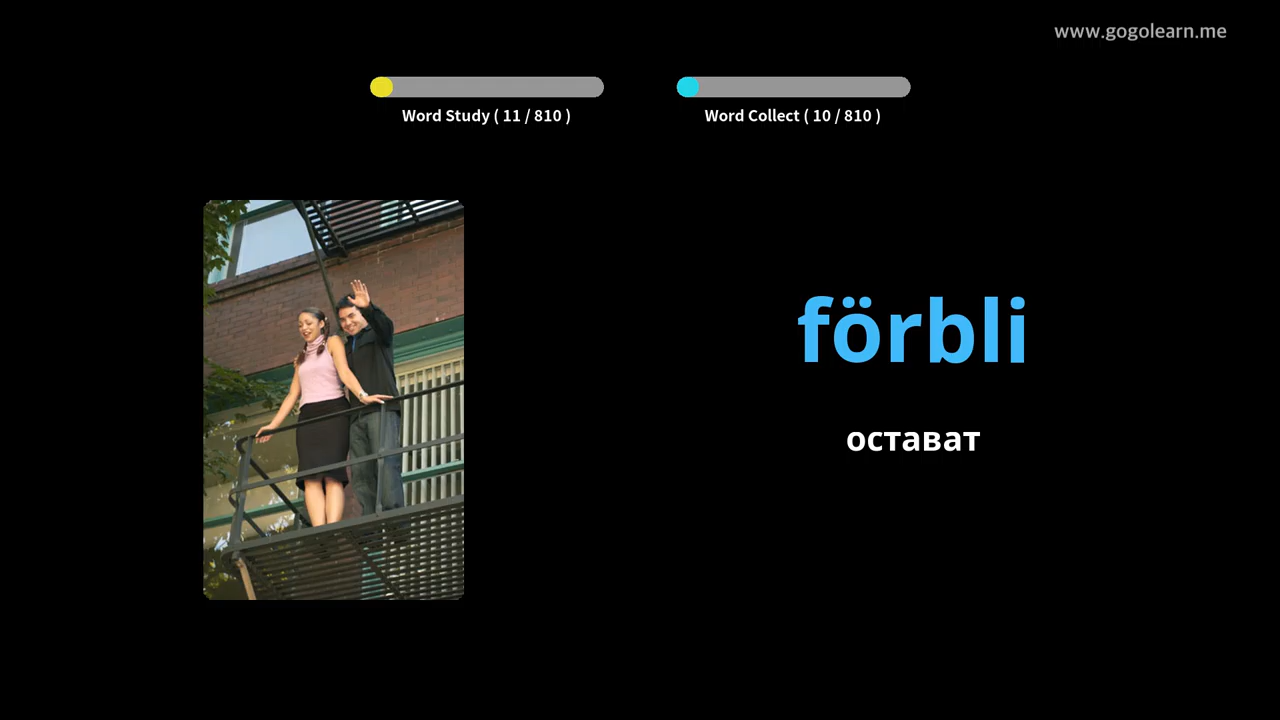 www.gogolearn.me
Word Study ( 11 / 810 )
Word Collect ( 10 / 810 )
förbli
остават